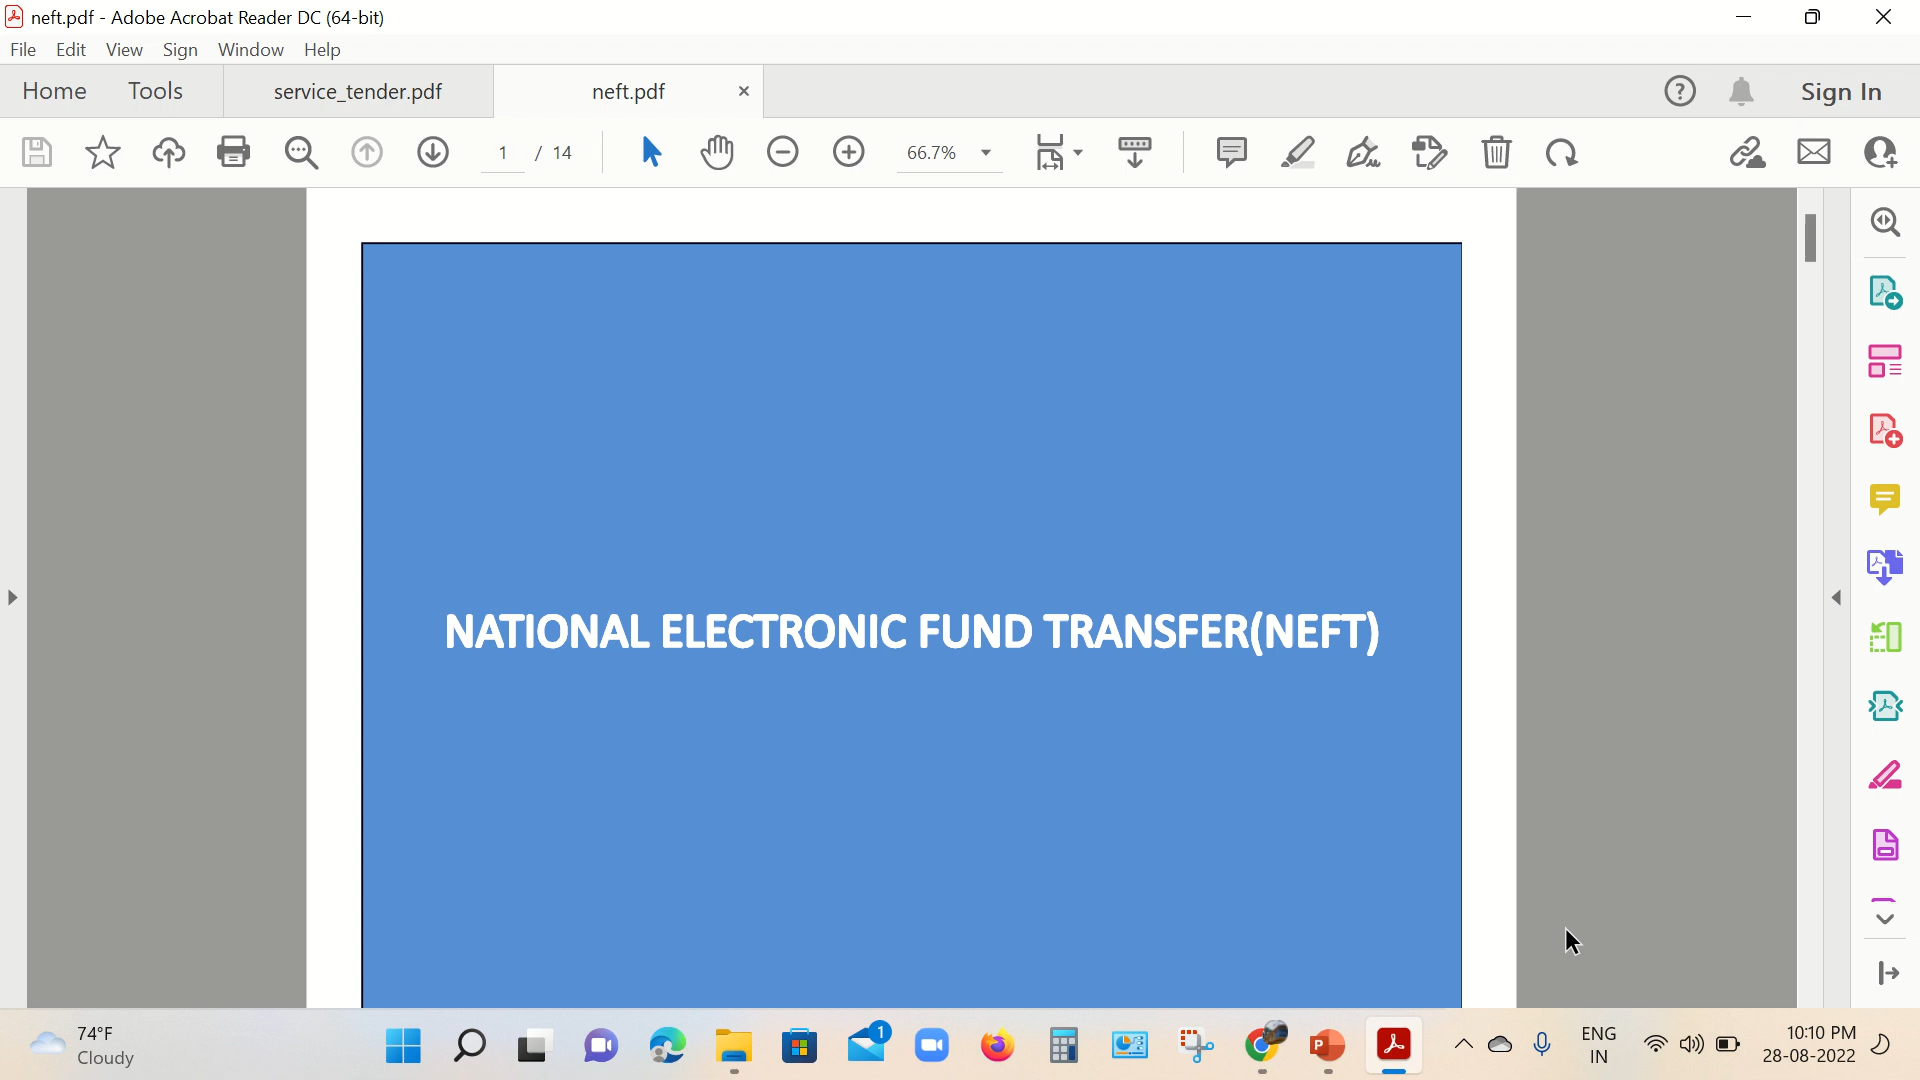 neft.pdf - Adobe Acrobat Reader DC (64-bit)
File Edit View Sign Window Help
Home Tools service_tender.pdf neft.pdf × Sign In
1 / 14 66.7%
NATIONAL ELECTRONIC FUND TRANSFER(NEFT)
74°F
Cloudy
1
ENG
IN
10:10 PM
28-08-2022